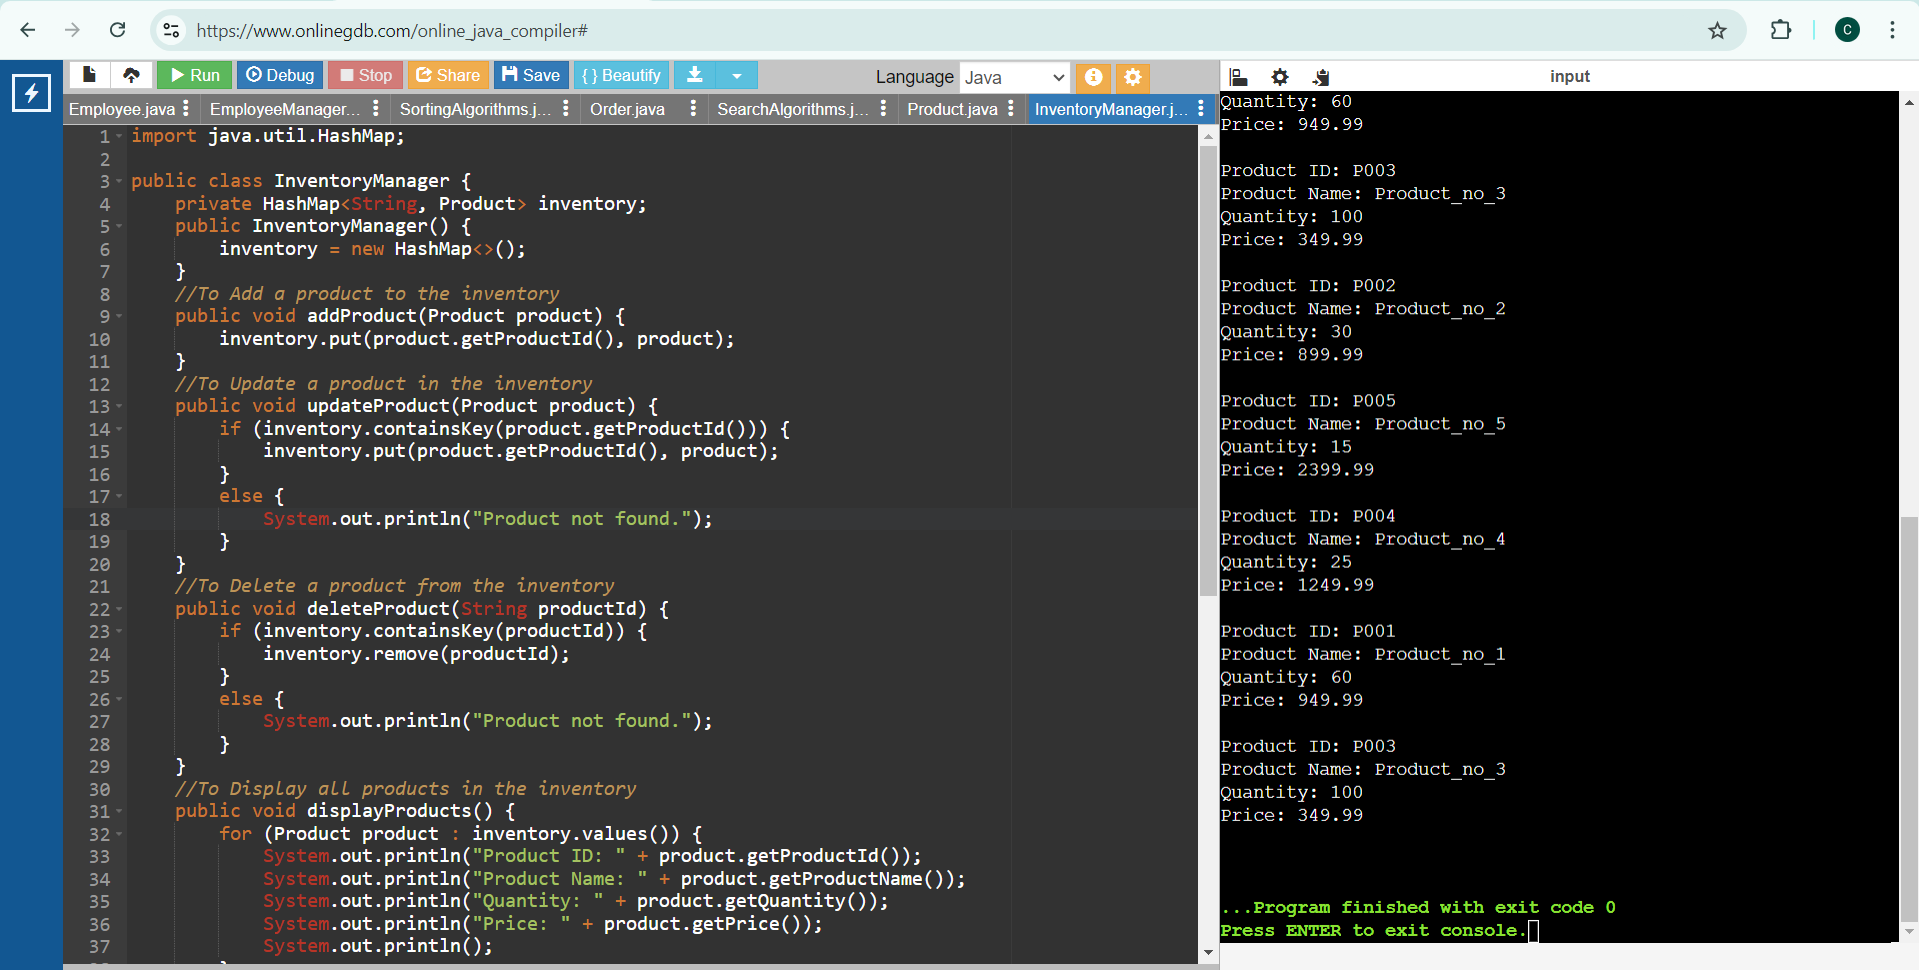 https://www.onlinegdb.com/online_java_compiler#
C
Run
Debug
Stop
Share
Save
{ } Beautify
Language
Java
input
Employee.java
EmployeeManager...
SortingAlgorithms.j...
Order.java
SearchAlgorithms.j...
Product.java
InventoryManager.j...
1 import java.util.HashMap;
2
3 public class InventoryManager {
4     private HashMap<String, Product> inventory;
5     public InventoryManager() {
6         inventory = new HashMap<>();
7     }
8     //To Add a product to the inventory
9     public void addProduct(Product product) {
10         inventory.put(product.getProductId(), product);
11     }
12     //To Update a product in the inventory
13     public void updateProduct(Product product) {
14         if (inventory.containsKey(product.getProductId())) {
15             inventory.put(product.getProductId(), product);
16         }
17         else {
18             System.out.println("Product not found.");
19         }
20     }
21     //To Delete a product from the inventory
22     public void deleteProduct(String productId) {
23         if (inventory.containsKey(productId)) {
24             inventory.remove(productId);
25         }
26         else {
27             System.out.println("Product not found.");
28         }
29     }
30     //To Display all products in the inventory
31     public void displayProducts() {
32         for (Product product : inventory.values()) {
33             System.out.println("Product ID: " + product.getProductId());
34             System.out.println("Product Name: " + product.getProductName());
35             System.out.println("Quantity: " + product.getQuantity());
36             System.out.println("Price: " + product.getPrice());
37             System.out.println();
Quantity: 60
Price: 949.99
Product ID: P003
Product Name: Product_no_3
Quantity: 100
Price: 349.99
Product ID: P002
Product Name: Product_no_2
Quantity: 30
Price: 899.99
Product ID: P005
Product Name: Product_no_5
Quantity: 15
Price: 2399.99
Product ID: P004
Product Name: Product_no_4
Quantity: 25
Price: 1249.99
Product ID: P001
Product Name: Product_no_1
Quantity: 60
Price: 949.99
Product ID: P003
Product Name: Product_no_3
Quantity: 100
Price: 349.99
...Program finished with exit code 0
Press ENTER to exit console.